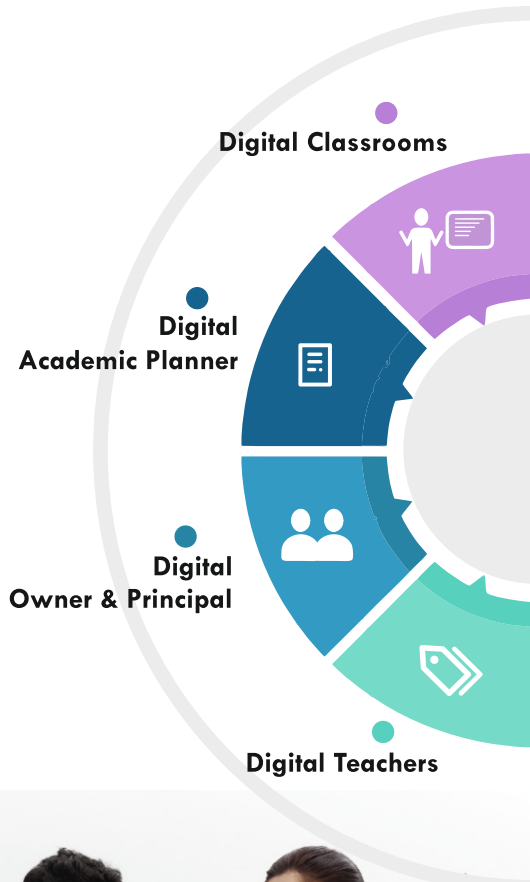 Digital Classrooms
Digital
Academic Planner
Digital
Owner & Principal
Digital Teachers